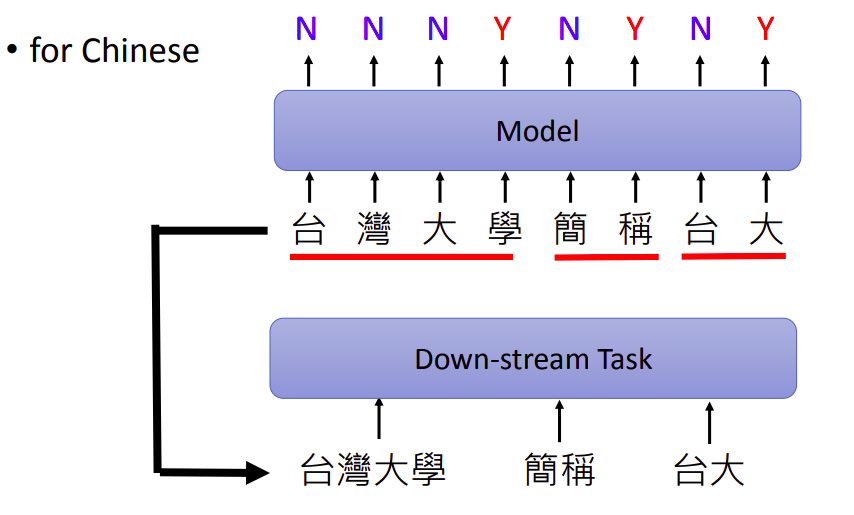 N N N Y N Y N Y
• for Chinese
Model
台 灣 大 學 簡 稱 台 大
Down-stream Task
台灣大學 簡稱 台大